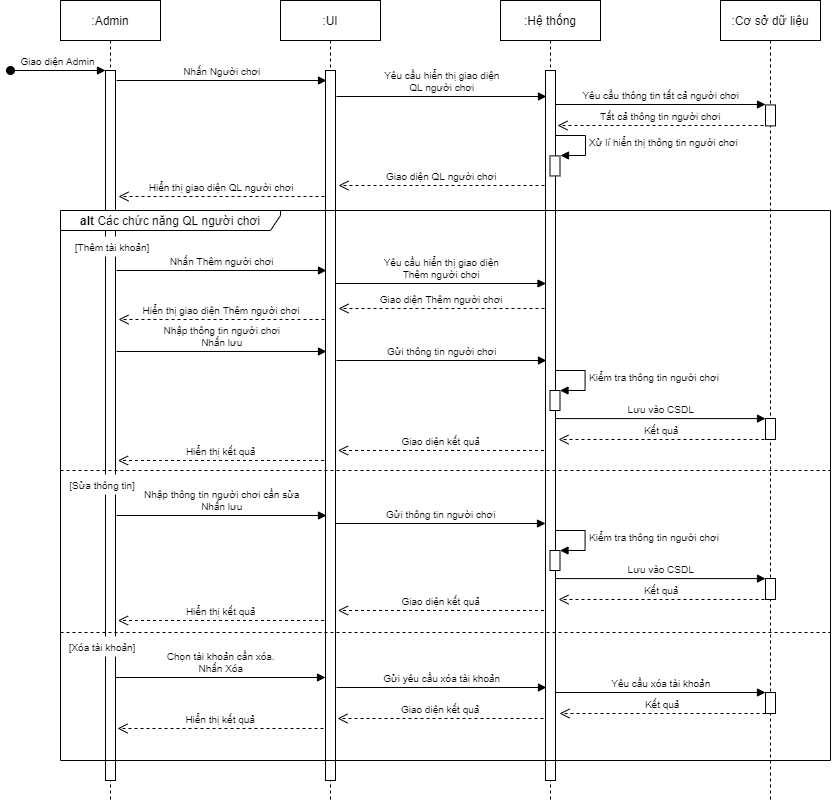 :Admin
:UI
:Hệ thống
:Cơ sở dữ liệu
Giao diện Admin
Nhấn Người chơi
Yêu cầu hiển thị giao diện
QL người chơi
Yêu cầu thông tin tất cả người chơi
Tất cả thông tin người chơi
Xử lí hiển thị thông tin người chơi
Giao diện QL người chơi
Hiển thị giao diện QL người chơi
alt Các chức năng QL người chơi
[Thêm tài khoản]
Nhấn Thêm người chơi
Yêu cầu hiển thị giao diện
Thêm người chơi
Giao diện Thêm người chơi
Hiển thị giao diện Thêm người chơi
Nhập thông tin người chơi
Nhấn lưu
Gửi thông tin người chơi
Kiểm tra thông tin người chơi
Lưu vào CSDL
Kết quả
Giao diện kết quả
Hiển thị kết quả
[Sửa thông tin]
Nhập thông tin người chơi cần sửa
Nhấn lưu
Gửi thông tin người chơi
Kiểm tra thông tin người chơi
Lưu vào CSDL
Kết quả
Giao diện kết quả
Hiển thị kết quả
[Xóa tài khoản]
Chọn tài khoản cần xóa.
Nhấn Xóa
Gửi yêu cầu xóa tài khoản
Yêu cầu xóa tài khoản
Kết quả
Giao diện kết quả
Hiển thị kết quả